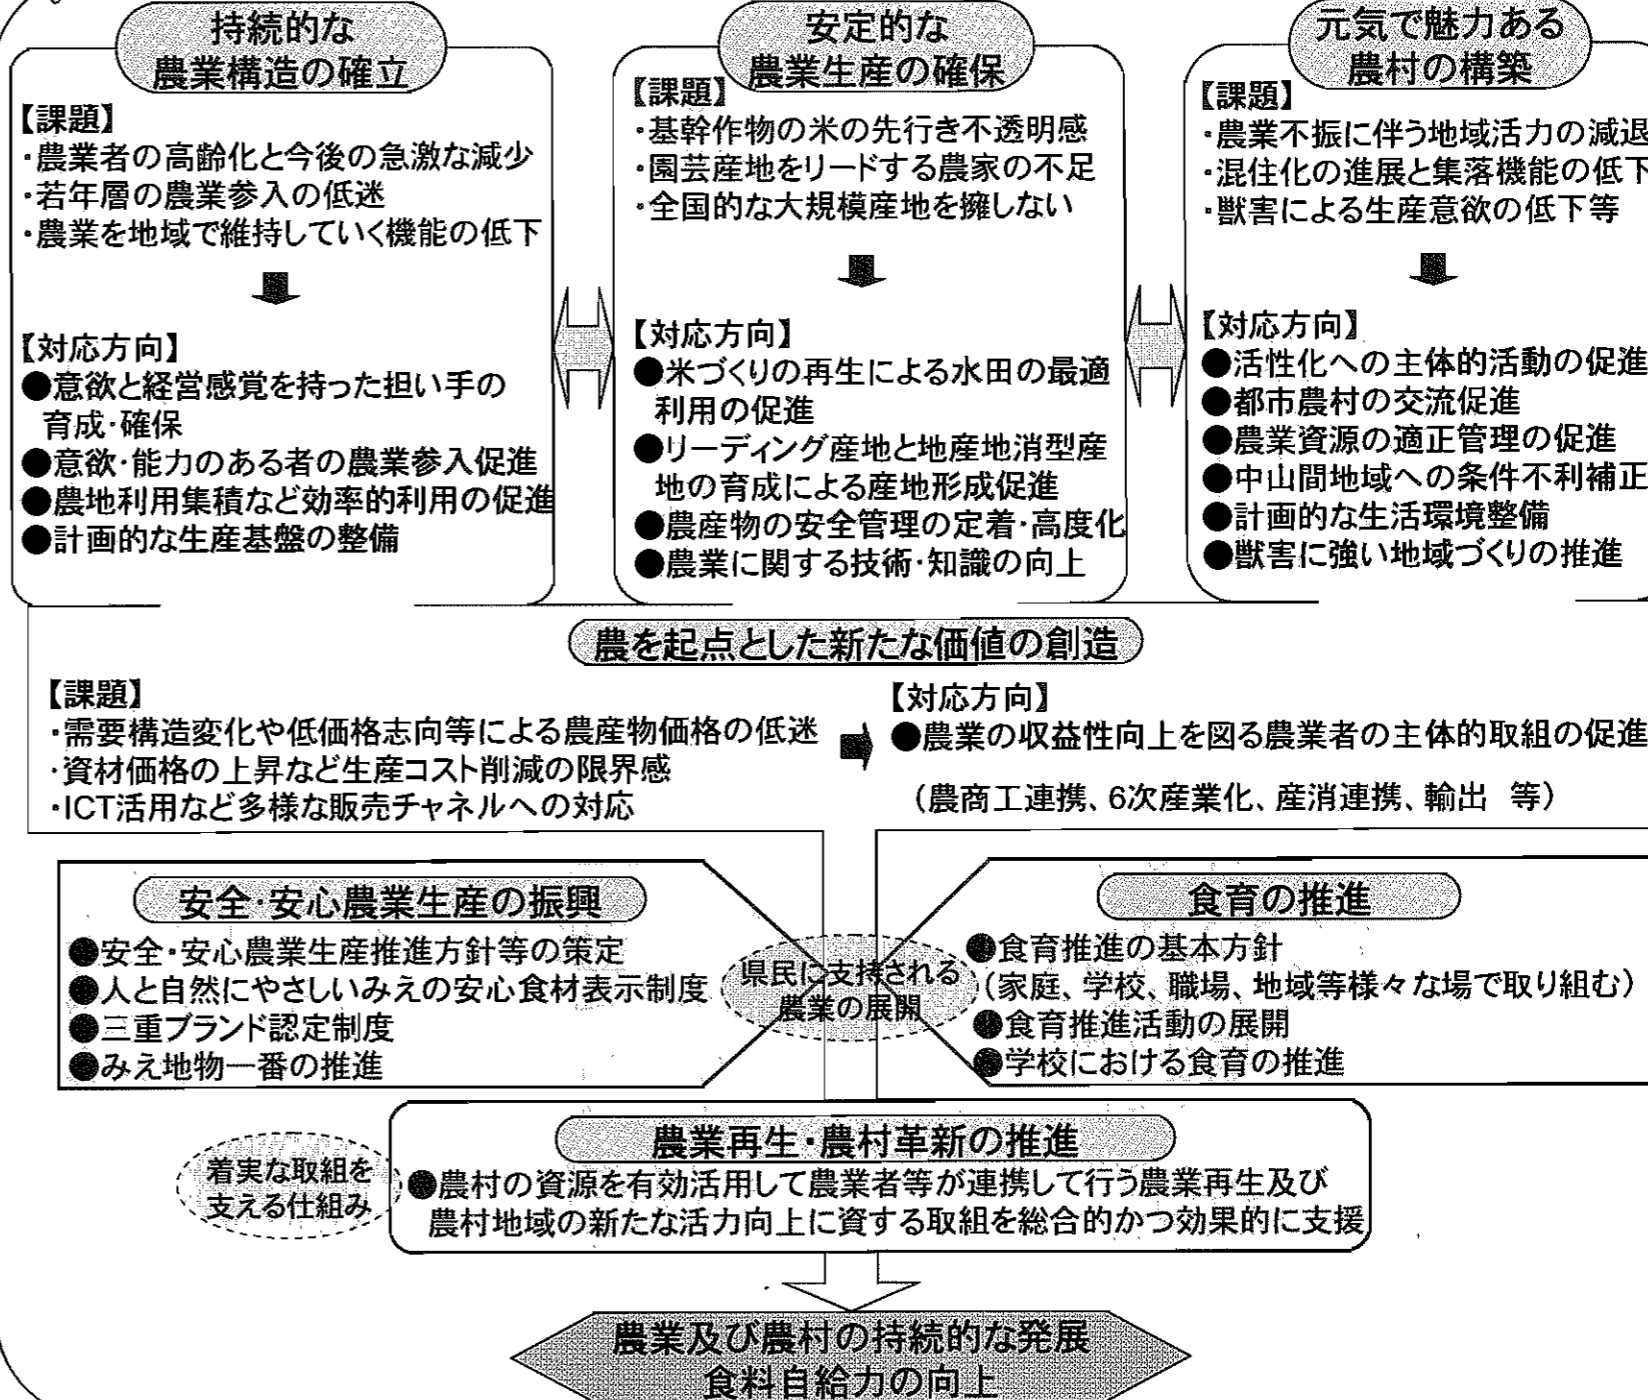 持続的な
農業構造の確立
【課題】
・農業者の高齢化と今後の急激な減少
・若年層の農業参入の低迷
・農業を地域で維持していく機能の低下
【対応方向】
●意欲と経営感覚を持った担い手の
育成・確保
●意欲・能力のある者の農業参入促進
●農地利用集積など効率的利用の促進
●計画的な生産基盤の整備
安定的な
農業生産の確保
【課題】
・基幹作物の米の先行き不透明感
・園芸産地をリードする農家の不足
・全国的な大規模産地を擁しない
【対応方向】
●米づくりの再生による水田の最適
利用の促進
●リーディング産地と地産地消型産
地の育成による産地形成促進
●農産物の安全管理の定着・高度化
●農業に関する技術・知識の向上
元気で魅力ある
農村の構築
【課題】
・農業不振に伴う地域活力の減退
・混住化の進展と集落機能の低下
・獣害による生産意欲の低下等
【対応方向】
●活性化への主体的活動の促進
●都市農村の交流促進
●農業資源の適正管理の促進
●中山間地域への条件不利補正
●計画的な生活環境整備
●獣害に強い地域づくりの推進
農を起点とした新たな価値の創造
【課題】
・需要構造変化や低価格志向等による農産物価格の低迷
・資材価格の上昇など生産コスト削減の限界感
・ICT活用など多様な販売チャネルへの対応
【対応方向】
●農業の収益性向上を図る農業者の主体的取組の促進
（農商工連携、6次産業化、産消連携、輸出 等）
安全・安心農業生産の振興
●安全・安心農業生産推進方針等の策定
●人と自然にやさしいみえの安心食材表示制度
●三重ブランド認定制度
●みえ地物一番の推進
県民に支持される
農業の展開
食育の推進
●食育推進の基本方針
（家庭、学校、職場、地域等様々な場で取り組む）
●食育推進活動の展開
●学校における食育の推進
着実な取組を
支える仕組み
農業再生・農村革新の推進
●農村の資源を有効活用して農業者等が連携して行う農業再生及び
農村地域の新たな活力向上に資する取組を総合的かつ効果的に支援
農業及び農村の持続的な発展
食料自給力の向上